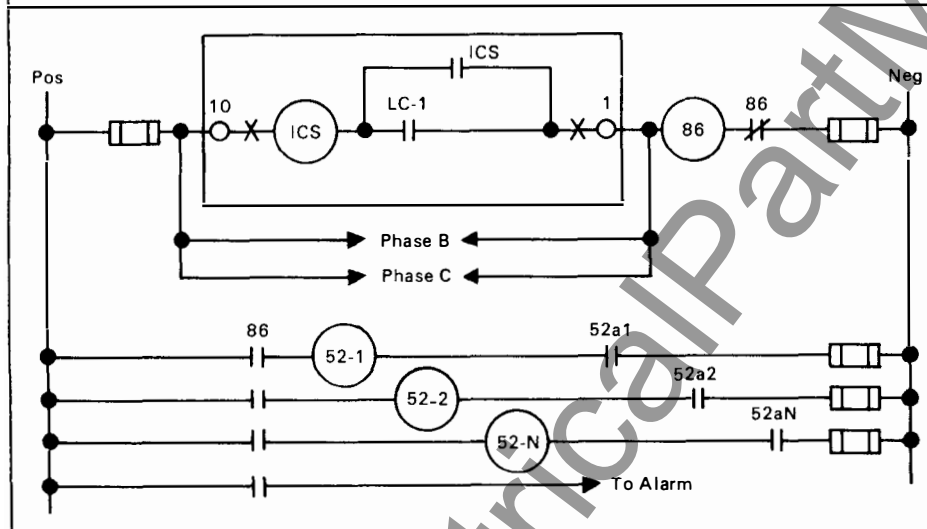 ICS
Pos
Neg
10
LC-1
1
86
ICS
86
Phase B
Phase C
86
52-1
52a1
52-2
52a2
52-N
52aN
To Alarm
ctricalPartM